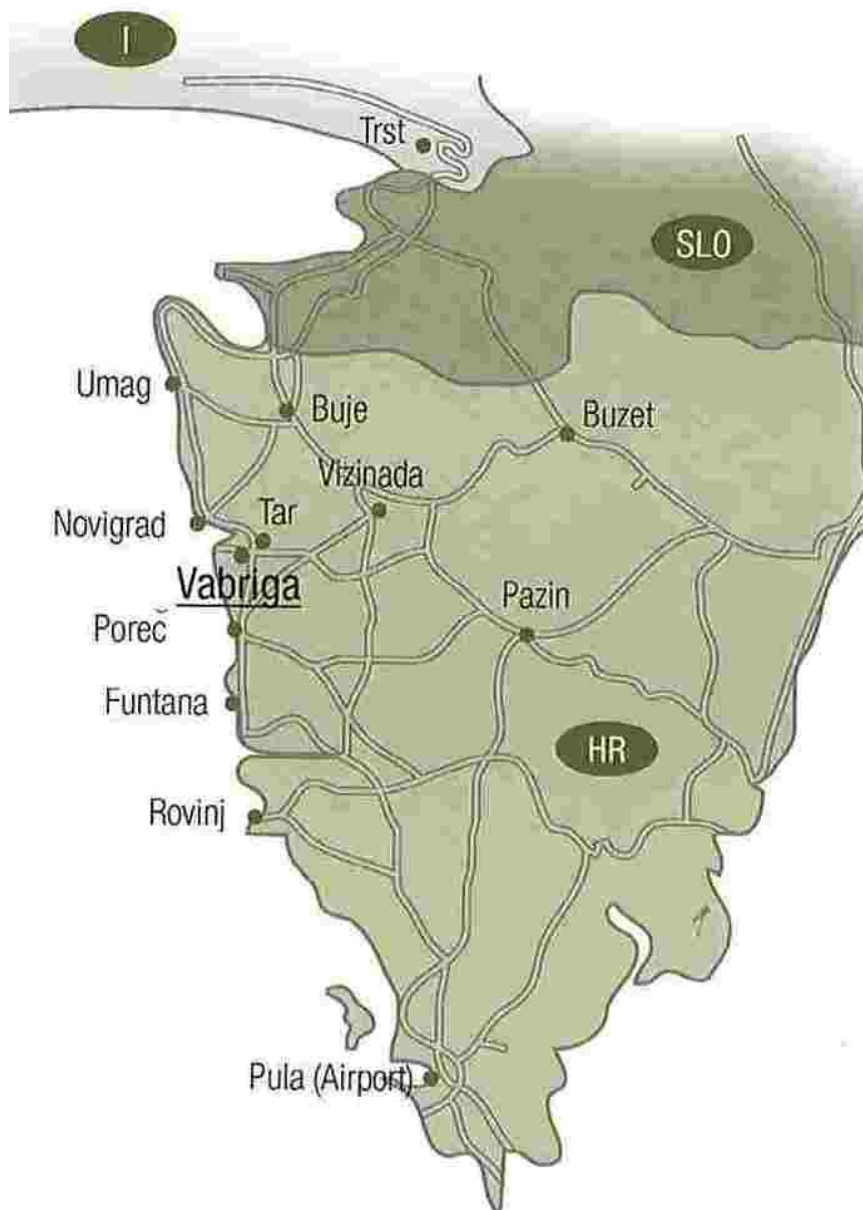 I
Trst
SLO
Umag
Buje
Buzet
Vizinada
Novigrad
Tar
Vabriga
Pazin
Poreč
Funtana
HR
Rovinj
Pula (Airport)